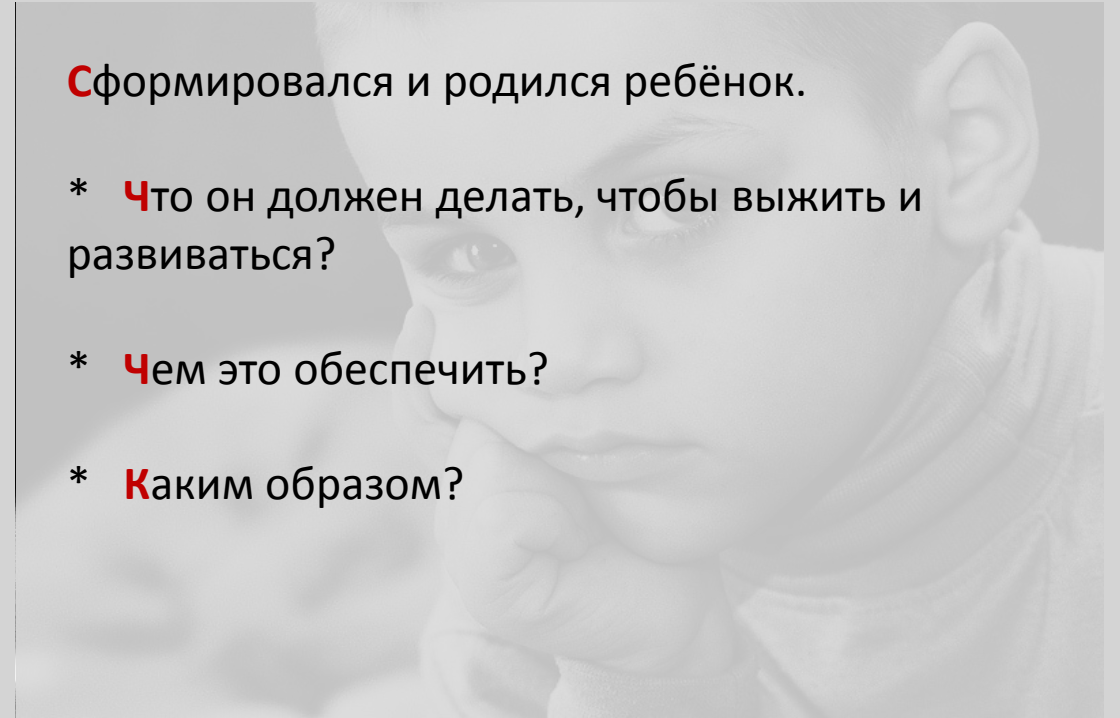 Сформировался и родился ребёнок.
* Что он должен делать, чтобы выжить и
развиваться?
* Чем это обеспечить?
* Каким образом?